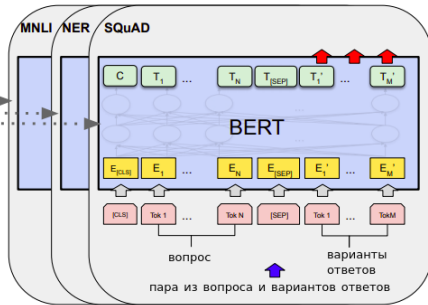 MNLI NER SQuAD
C T1 ... TN T[SEP] T1' ... TM'
BERT
E[CLS] E1 ... EN E[SEP] E1' ... EM'
[CLS] Tok 1 ... Tok N [SEP] Tok 1 ... TokM
вопрос
варианты
ответов
пара из вопроса и вариантов ответов